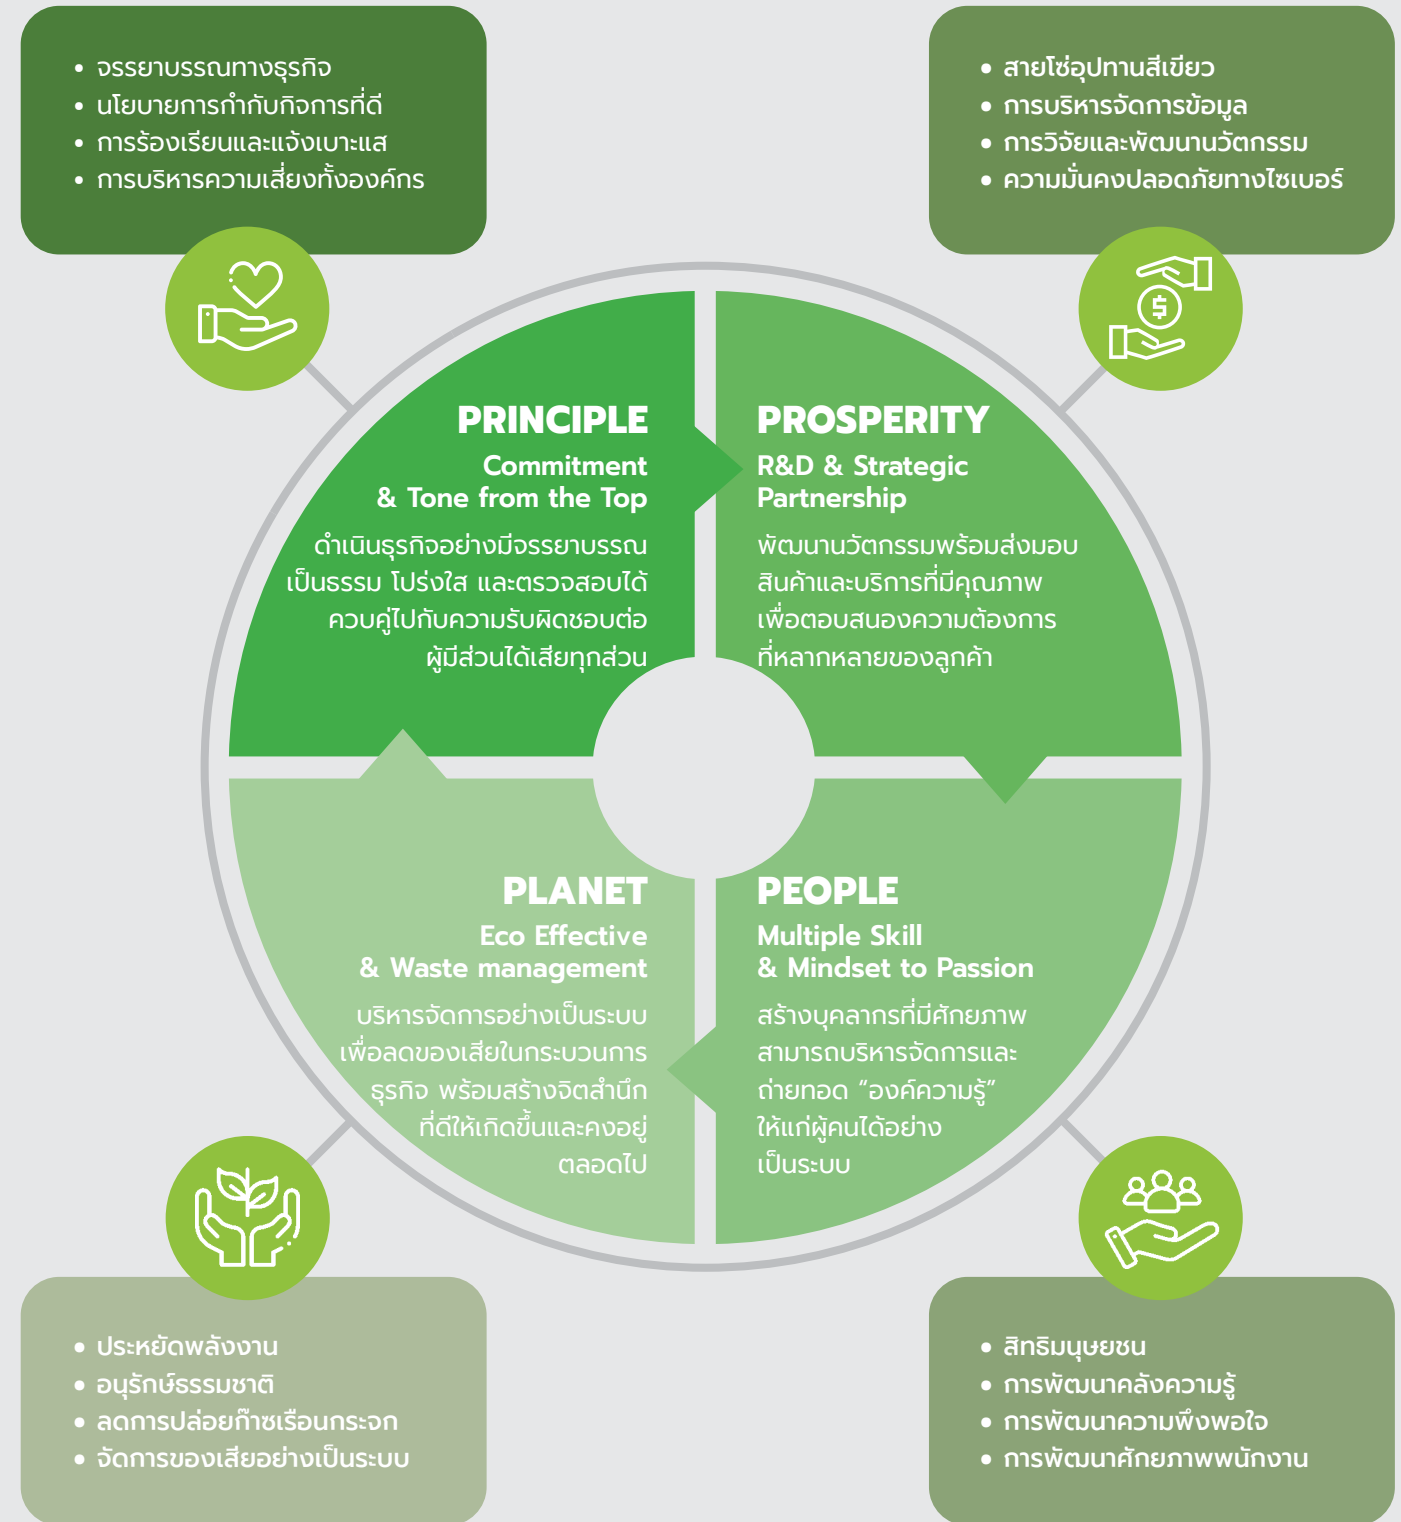 • จรรยาบรรณทางธุรกิจ
• นโยบายการกำกับกิจการที่ดี
• การร้องเรียนและแจ้งเบาะแส
• การบริหารความเสี่ยงทั้งองค์กร
• สายโซ่อุปทานสีเขียว
• การบริหารจัดการข้อมูล
• การวิจัยและพัฒนานวัตกรรม
• ความมั่นคงปลอดภัยทางไซเบอร์
$
PRINCIPLE
Commitment
& Tone from the Top
ดำเนินธุรกิจอย่างมีจรรยาบรรณ
เป็นธรรม โปร่งใส และตรวจสอบได้
ควบคู่ไปกับความรับผิดชอบต่อ
ผู้มีส่วนได้เสียทุกส่วน
PROSPERITY
R&D & Strategic
Partnership
พัฒนานวัตกรรมพร้อมส่งมอบ
สินค้าและบริการที่มีคุณภาพ
เพื่อตอบสนองความต้องการ
ที่หลากหลายของลูกค้า
PLANET
Eco Effective
& Waste management
บริหารจัดการอย่างเป็นระบบ
เพื่อลดของเสียในกระบวนการ
ธุรกิจ พร้อมสร้างจิตสำนึก
ที่ดีให้เกิดขึ้นและคงอยู่
ตลอดไป
PEOPLE
Multiple Skill
& Mindset to Passion
สร้างบุคลากรที่มีศักยภาพ
สามารถบริหารจัดการและ
ถ่ายทอด “องค์ความรู้”
ให้แก่ผู้คนได้อย่าง
เป็นระบบ
• ประหยัดพลังงาน
• อนุรักษ์ธรรมชาติ
• ลดการปล่อยก๊าซเรือนกระจก
• จัดการของเสียอย่างเป็นระบบ
• สิทธิมนุษยชน
• การพัฒนาคลังความรู้
• การพัฒนาความพึงพอใจ
• การพัฒนาศักยภาพพนักงาน